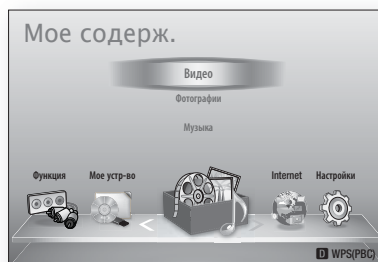 Мое содерж.
Видео
Фотографии
Музыка
Функция Мое устр-во Internet Настройки
D WPS(PBC)